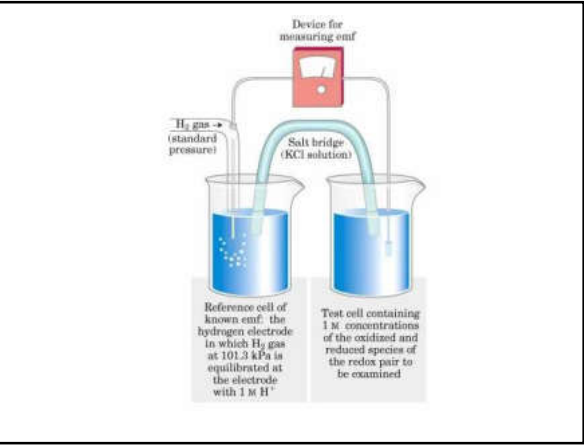 Device for
measuring emf
H₂ gas →
(standard
pressure)
Salt bridge
(KCl solution)
Reference cell of
known emf: the
hydrogen electrode
in which H₂ gas
at 101.3 kPa is
equilibrated at
the electrode
with 1 M H⁺
Test cell containing
1 M concentrations
of the oxidized and
reduced species of
the redox pair to
be examined